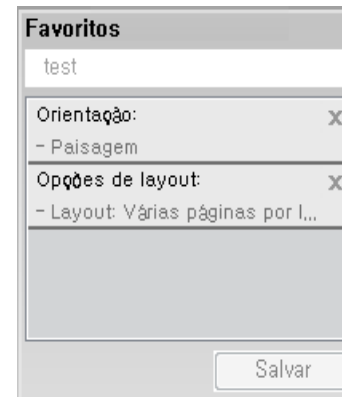 Favoritos
test
Orientação:
X
- Paisagem
Opções de layout:
X
- Layout: Várias páginas por l...
Salvar